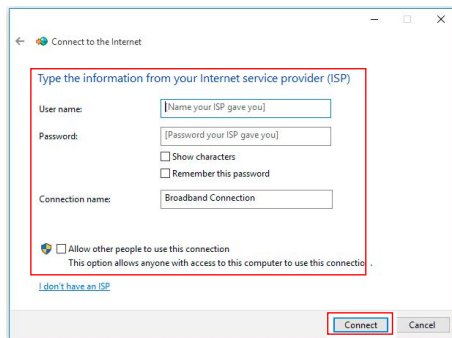 Connect to the Internet
Type the information from your Internet service provider (ISP)
User name: [Name your ISP gave you]
Password: [Password your ISP gave you]
Show characters
Remember this password
Connection name: Broadband Connection
Allow other people to use this connection
This option allows anyone with access to this computer to use this connection.
I don't have an ISP
Connect Cancel